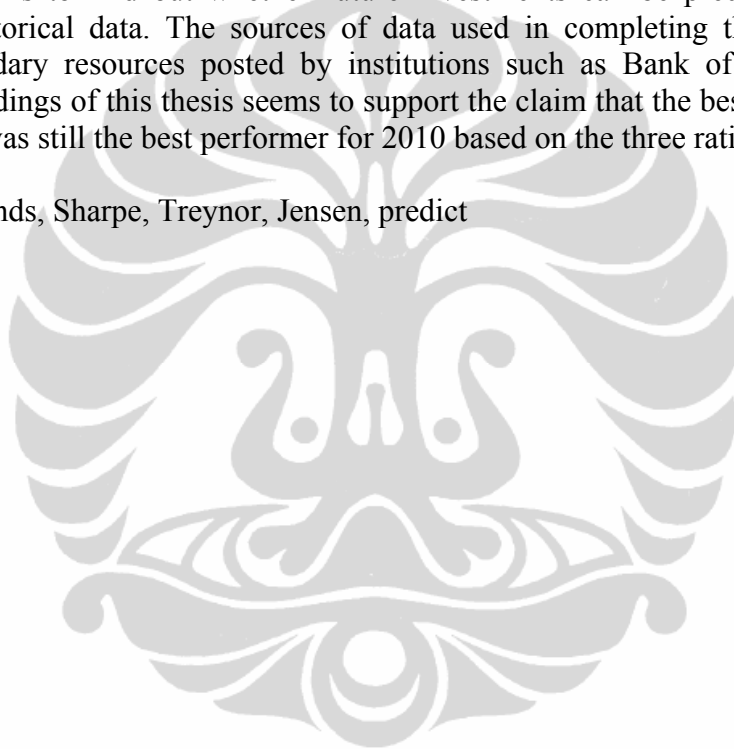 torical data. The sources of data used in completing th
dary resources posted by institutions such as Bank of
dings of this thesis seems to support the claim that the bes
was still the best performer for 2010 based on the three rati
nds, Sharpe, Treynor, Jensen, predict